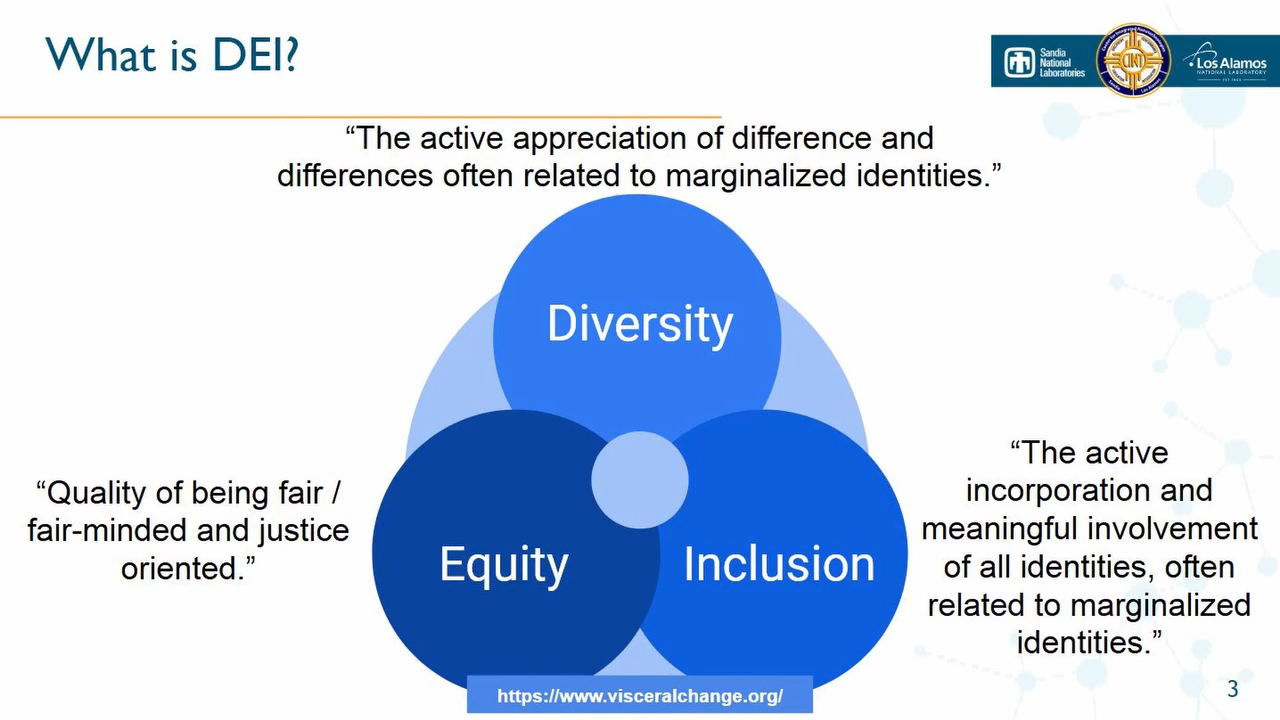 What is DEI?
Sandia
National
Laboratories
CINT
Los Alamos
NATIONAL LABORATORY
“The active appreciation of difference and
differences often related to marginalized identities.”
Diversity
“Quality of being fair /
fair-minded and justice
oriented.”
Equity
Inclusion
“The active
incorporation and
meaningful involvement
of all identities, often
related to marginalized
identities.”
https://www.visceralchange.org/
3